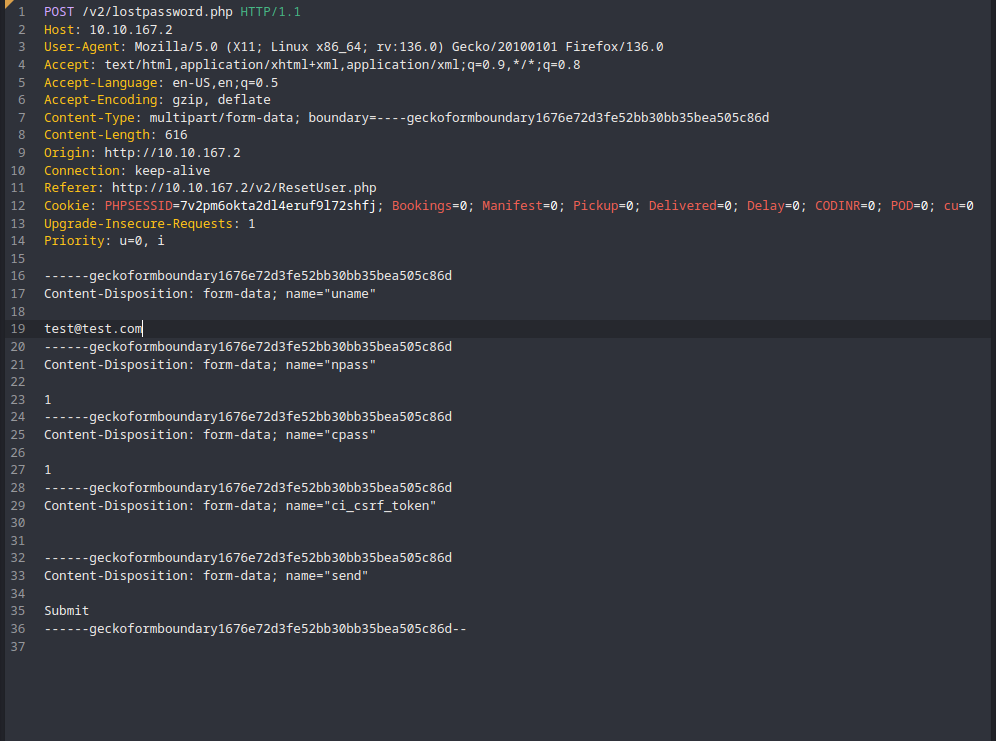 1 POST /v2/lostpassword.php HTTP/1.1
2 Host: 10.10.167.2
3 User-Agent: Mozilla/5.0 (X11; Linux x86_64; rv:136.0) Gecko/20100101 Firefox/136.0
4 Accept: text/html,application/xhtml+xml,application/xml;q=0.9,*/*;q=0.8
5 Accept-Language: en-US,en;q=0.5
6 Accept-Encoding: gzip, deflate
7 Content-Type: multipart/form-data; boundary=----geckoformboundary1676e72d3fe52bb30bb35bea505c86d
8 Content-Length: 616
9 Origin: http://10.10.167.2
10 Connection: keep-alive
11 Referer: http://10.10.167.2/v2/ResetUser.php
12 Cookie: PHPSESSID=7v2pm6okta2dl4eruf9l72shfj; Bookings=0; Manifest=0; Pickup=0; Delivered=0; Delay=0; CODINR=0; POD=0; cu=0
13 Upgrade-Insecure-Requests: 1
14 Priority: u=0, i
15
16 ------geckoformboundary1676e72d3fe52bb30bb35bea505c86d
17 Content-Disposition: form-data; name="uname"
18
19 test@test.com
20 ------geckoformboundary1676e72d3fe52bb30bb35bea505c86d
21 Content-Disposition: form-data; name="npass"
22
23 1
24 ------geckoformboundary1676e72d3fe52bb30bb35bea505c86d
25 Content-Disposition: form-data; name="cpass"
26
27 1
28 ------geckoformboundary1676e72d3fe52bb30bb35bea505c86d
29 Content-Disposition: form-data; name="ci_csrf_token"
30
31
32 ------geckoformboundary1676e72d3fe52bb30bb35bea505c86d
33 Content-Disposition: form-data; name="send"
34
35 Submit
36 ------geckoformboundary1676e72d3fe52bb30bb35bea505c86d--
37